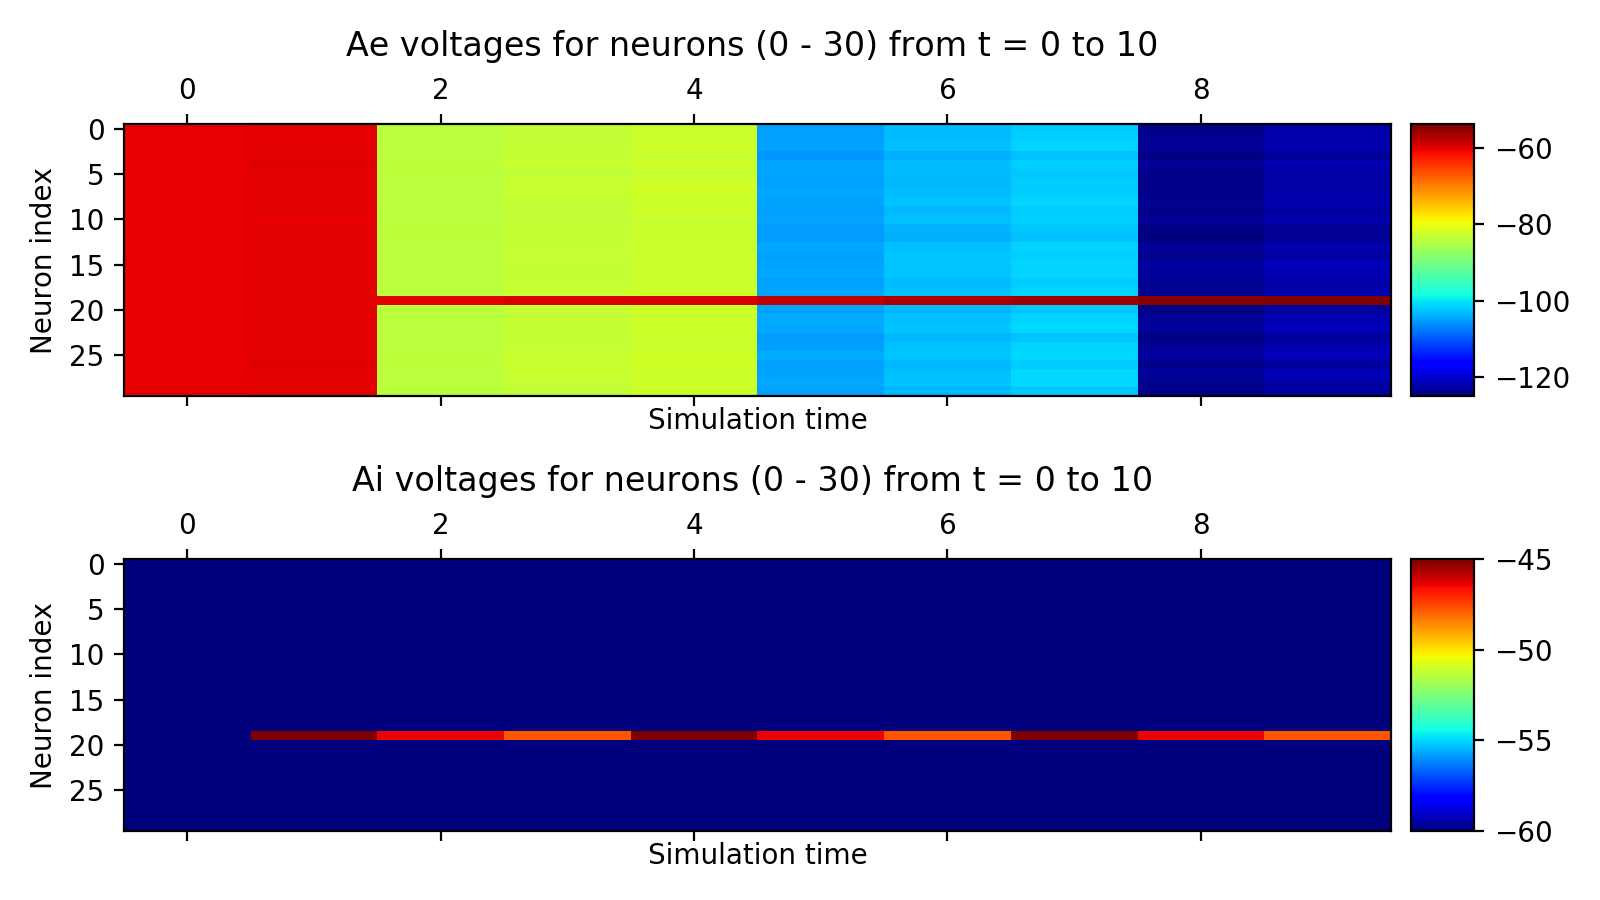 Ae voltages for neurons (0 - 30) from t = 0 to 10
0 2 4 6 8
Neuron index
0
5
10
15
20
25
Simulation time
−60
−80
−100
−120
Ai voltages for neurons (0 - 30) from t = 0 to 10
0 2 4 6 8
Neuron index
0
5
10
15
20
25
Simulation time
−45
−50
−55
−60